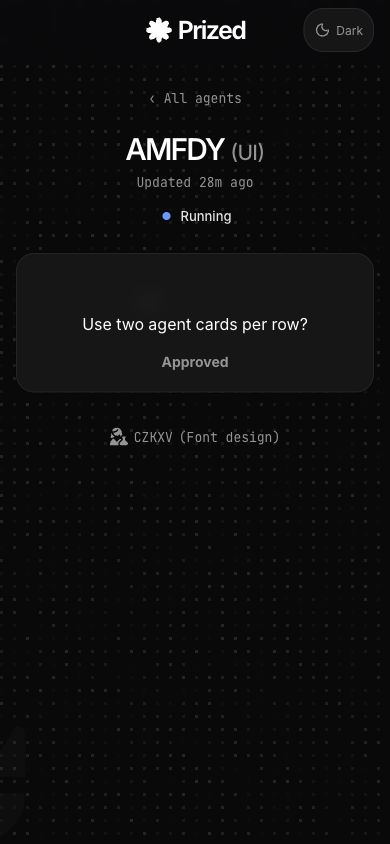 Prized
Dark
‹ All agents
AMFDY (UI)
Updated 28m ago
Running
Use two agent cards per row?
Approved
CZKXV (Font design)